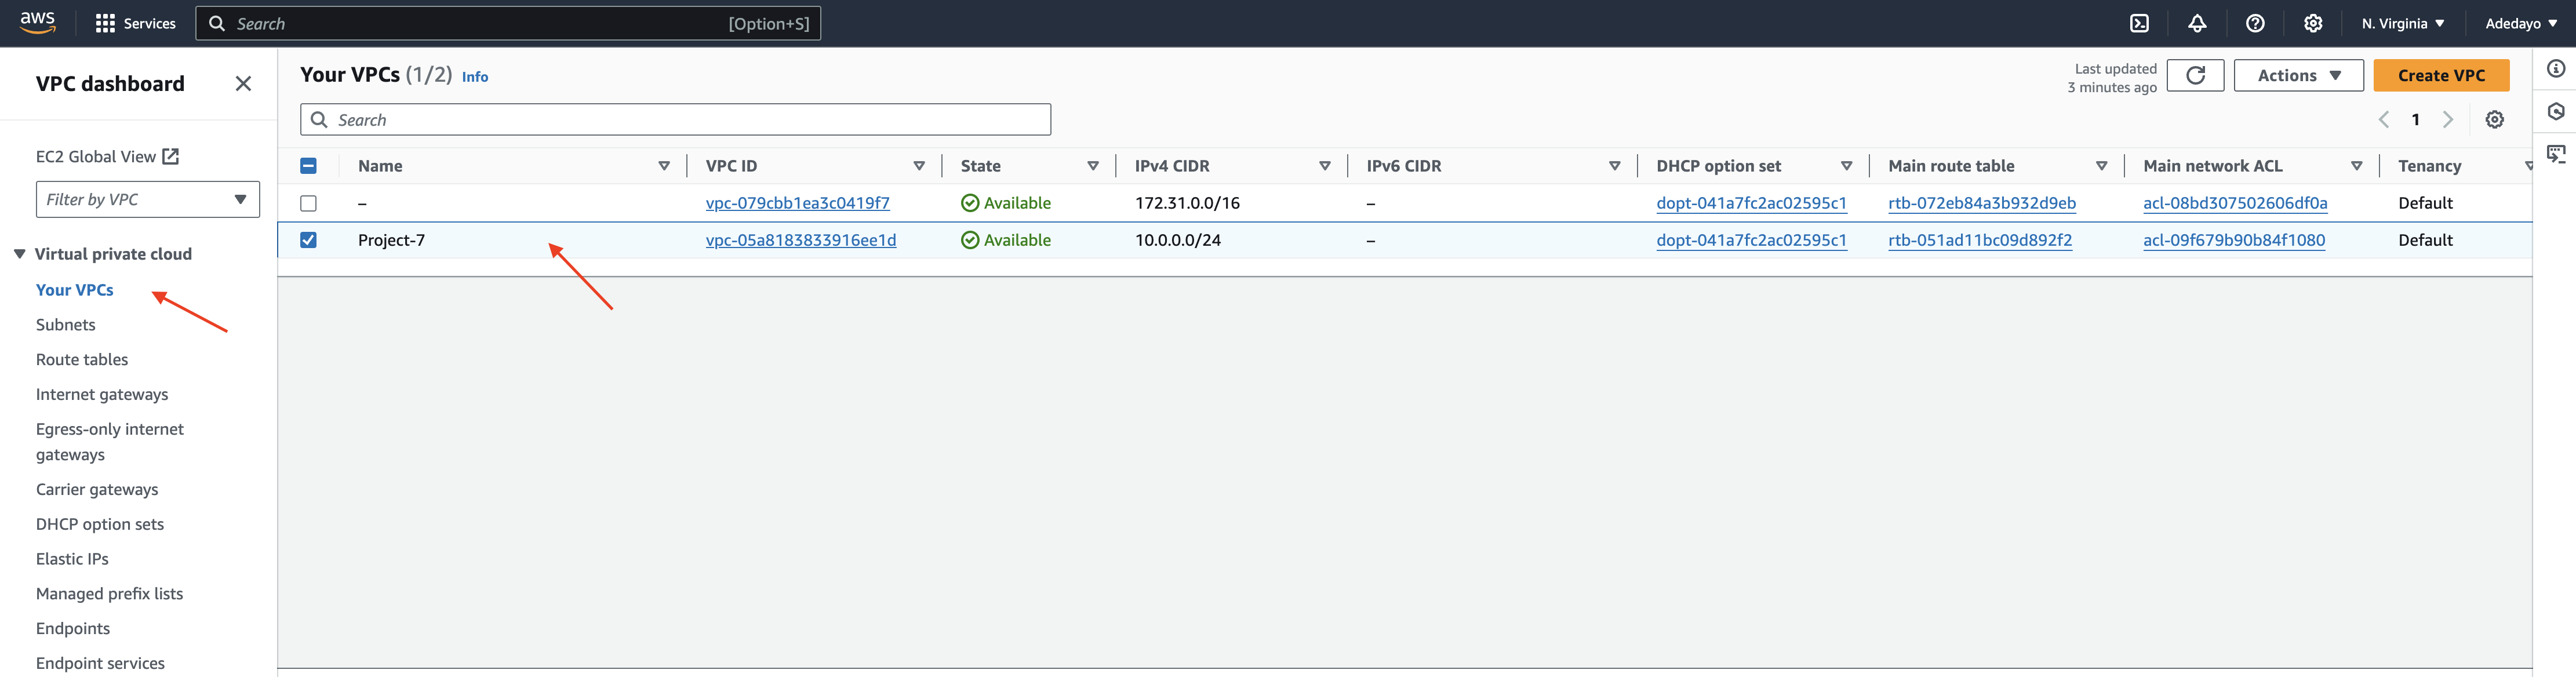 aws
Services
Search
[Option+S]
N. Virginia
Adedayo
VPC dashboard
EC2 Global View
Filter by VPC
Virtual private cloud
Your VPCs
Subnets
Route tables
Internet gateways
Egress-only internet
gateways
Carrier gateways
DHCP option sets
Elastic IPs
Managed prefix lists
Endpoints
Endpoint services
Your VPCs (1/2) Info
Last updated
3 minutes ago
Actions
Create VPC
Search
1
Name VPC ID State IPv4 CIDR IPv6 CIDR DHCP option set Main route table Main network ACL Tenancy
– vpc-079cbb1ea3c0419f7 Available 172.31.0.0/16 – dopt-041a7fc2ac02595c1 rtb-072eb84a3b932d9eb acl-08bd307502606df0a Default
Project-7 vpc-05a8183833916ee1d Available 10.0.0.0/24 – dopt-041a7fc2ac02595c1 rtb-051ad11bc09d892f2 acl-09f679b90b84f1080 Default